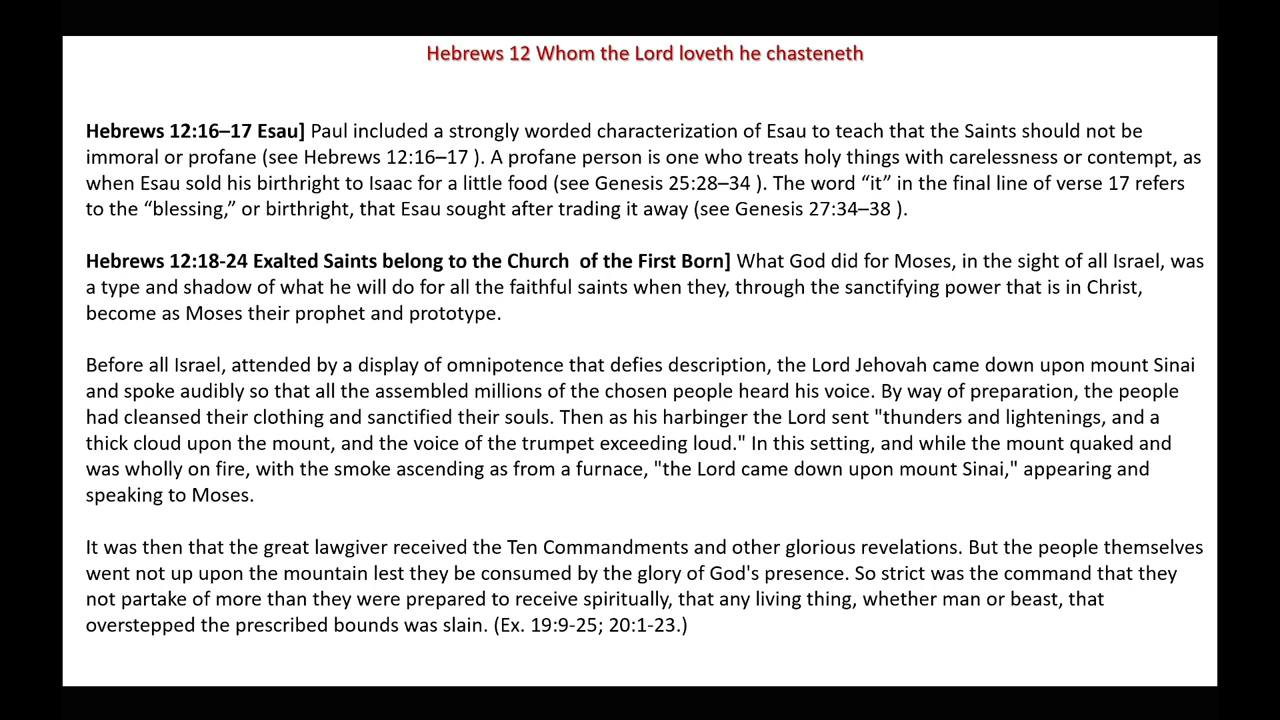 Hebrews 12 Whom the Lord loveth he chasteneth
Hebrews 12:16–17 Esau] Paul included a strongly worded characterization of Esau to teach that the Saints should not be
immoral or profane (see Hebrews 12:16–17 ). A profane person is one who treats holy things with carelessness or contempt, as
when Esau sold his birthright to Isaac for a little food (see Genesis 25:28–34 ). The word “it” in the final line of verse 17 refers
to the “blessing,” or birthright, that Esau sought after trading it away (see Genesis 27:34–38 ).
Hebrews 12:18-24 Exalted Saints belong to the Church  of the First Born] What God did for Moses, in the sight of all Israel, was
a type and shadow of what he will do for all the faithful saints when they, through the sanctifying power that is in Christ,
become as Moses their prophet and prototype.
Before all Israel, attended by a display of omnipotence that defies description, the Lord Jehovah came down upon mount Sinai
and spoke audibly so that all the assembled millions of the chosen people heard his voice. By way of preparation, the people
had cleansed their clothing and sanctified their souls. Then as his harbinger the Lord sent "thunders and lightenings, and a
thick cloud upon the mount, and the voice of the trumpet exceeding loud." In this setting, and while the mount quaked and
was wholly on fire, with the smoke ascending as from a furnace, "the Lord came down upon mount Sinai," appearing and
speaking to Moses.
It was then that the great lawgiver received the Ten Commandments and other glorious revelations. But the people themselves
went not up upon the mountain lest they be consumed by the glory of God's presence. So strict was the command that they
not partake of more than they were prepared to receive spiritually, that any living thing, whether man or beast, that
overstepped the prescribed bounds was slain. (Ex. 19:9-25; 20:1-23.)